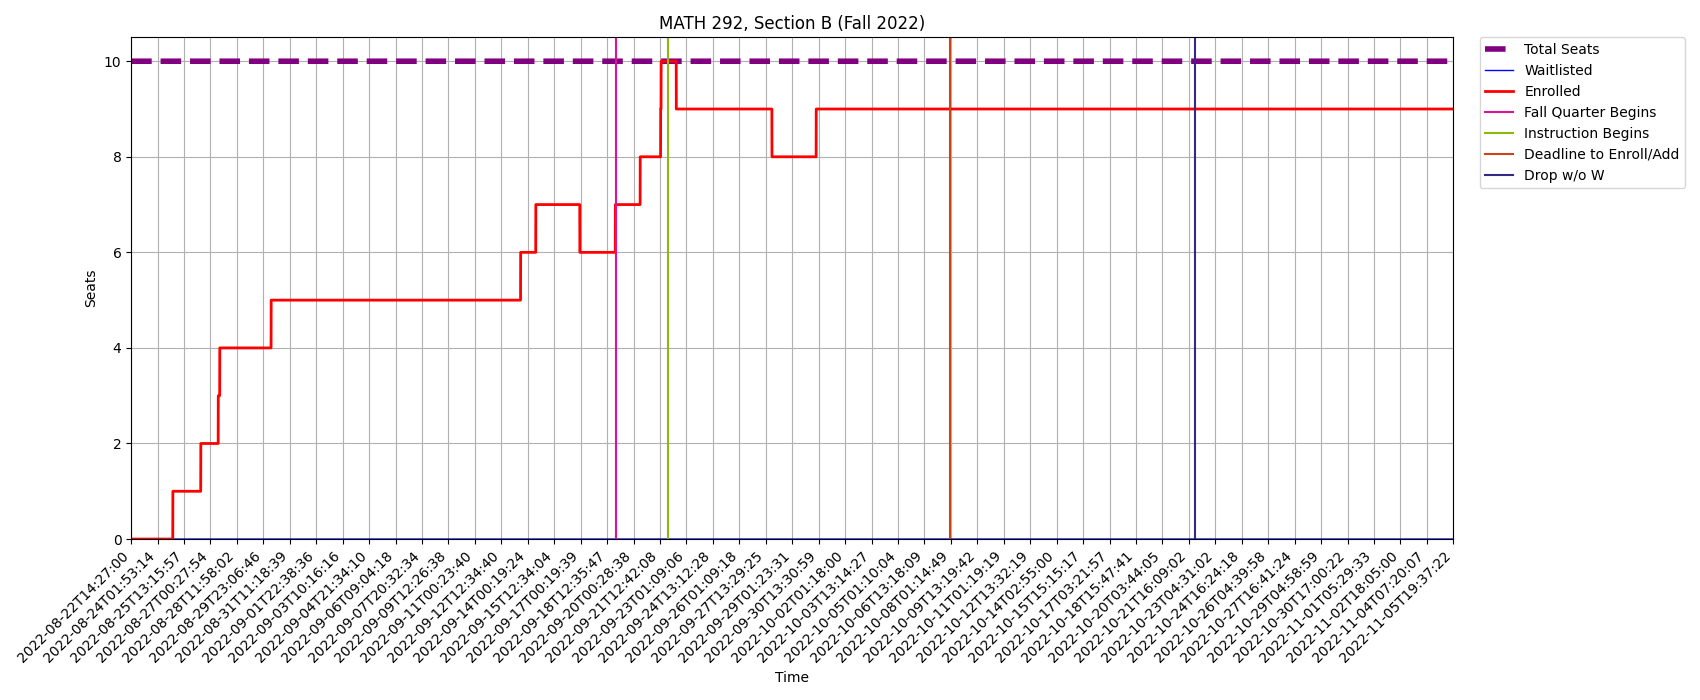 MATH 292, Section B (Fall 2022)
10
8
6
4
2
0
Seats
Total Seats
Waitlisted
Enrolled
Fall Quarter Begins
Instruction Begins
Deadline to Enroll/Add
Drop w/o W
2022-08-22T14:27:00
2022-08-24T01:53:14
2022-08-25T13:15:57
2022-08-27T00:27:54
2022-08-28T11:58:02
2022-08-29T23:06:46
2022-08-31T11:18:39
2022-09-01T22:38:36
2022-09-03T10:16:16
2022-09-04T21:34:10
2022-09-06T09:04:18
2022-09-07T20:32:34
2022-09-09T12:26:38
2022-09-11T00:23:40
2022-09-12T12:34:40
2022-09-14T00:19:24
2022-09-15T12:34:04
2022-09-17T00:19:39
2022-09-18T12:35:47
2022-09-20T00:28:38
2022-09-21T12:42:08
2022-09-23T01:09:06
2022-09-24T13:12:28
2022-09-26T01:09:18
2022-09-27T13:29:25
2022-09-29T01:23:31
2022-09-30T13:30:59
2022-10-02T01:18:00
2022-10-03T13:14:27
2022-10-05T01:10:04
2022-10-06T13:18:09
2022-10-08T01:14:49
2022-10-09T13:19:42
2022-10-11T01:19:19
2022-10-12T13:32:19
2022-10-14T02:55:00
2022-10-15T15:15:17
2022-10-17T03:21:57
2022-10-18T15:47:41
2022-10-20T03:44:05
2022-10-21T16:09:02
2022-10-23T04:31:02
2022-10-24T16:24:18
2022-10-26T04:39:58
2022-10-27T16:41:24
2022-10-29T04:58:59
2022-10-30T17:00:22
2022-11-01T05:29:33
2022-11-02T18:05:00
2022-11-04T07:20:07
2022-11-05T19:37:22
Time